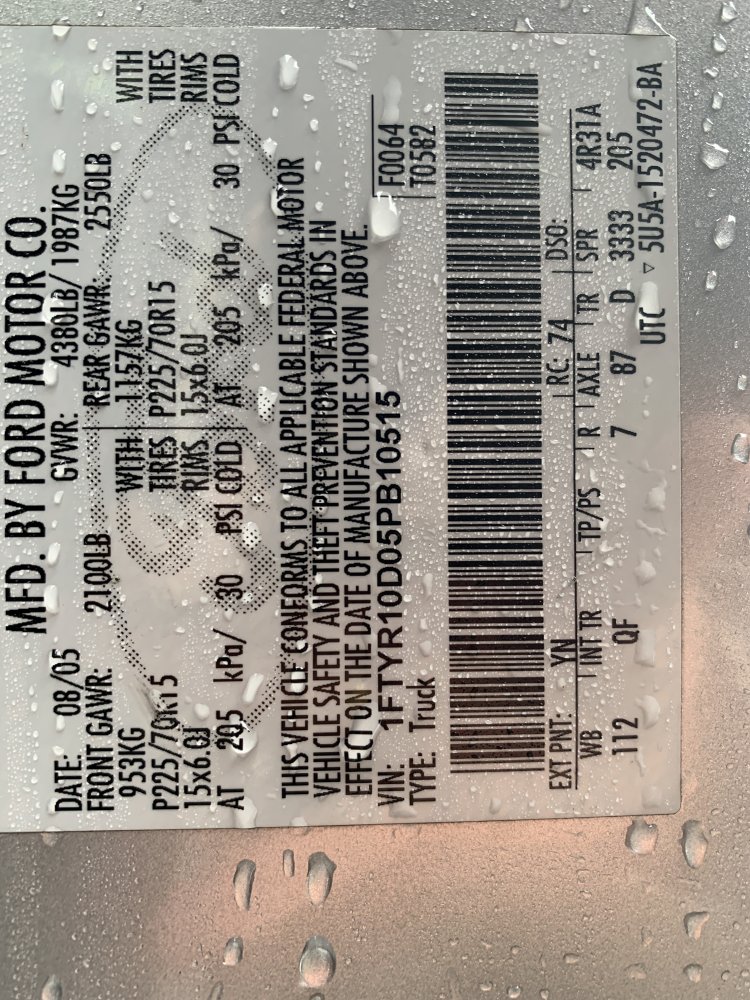 MFD. BY FORD MOTOR CO.
DATE: 08/05 GVWR: 4380LB/ 1987KG
FRONT GAWR: 2100LB REAR GAWR: 2550LB
953KG WITH 1157KG WITH
P225/70R15 TIRES P225/70R15 TIRES
15x6.0J RIMS 15x6.0J RIMS
AT 205 kPa/ 30 PSI COLD AT 205 kPa/ 30 PSI COLD
THIS VEHICLE CONFORMS TO ALL APPLICABLE FEDERAL MOTOR
VEHICLE SAFETY AND THEFT PREVENTION STANDARDS IN
EFFECT ON THE DATE OF MANUFACTURE SHOWN ABOVE.
VIN: 1FTYR10D05PB10515 F0064
TYPE: Truck T0582
EXT PNT: YN RC: 74 DSO:
WB INT TR TP/PS R AXLE TR SPR 4R31A
112 QF 7 87 D 3333 205
UTC ▽ 5U5A-1520472-BA